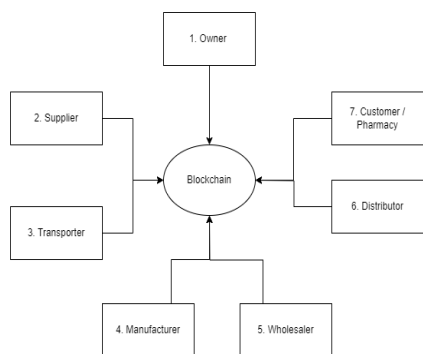 1. Owner
2. Supplier
7. Customer /
Pharmacy
Blockchain
3. Transporter
6. Distributor
4. Manufacturer
5. Wholesaler